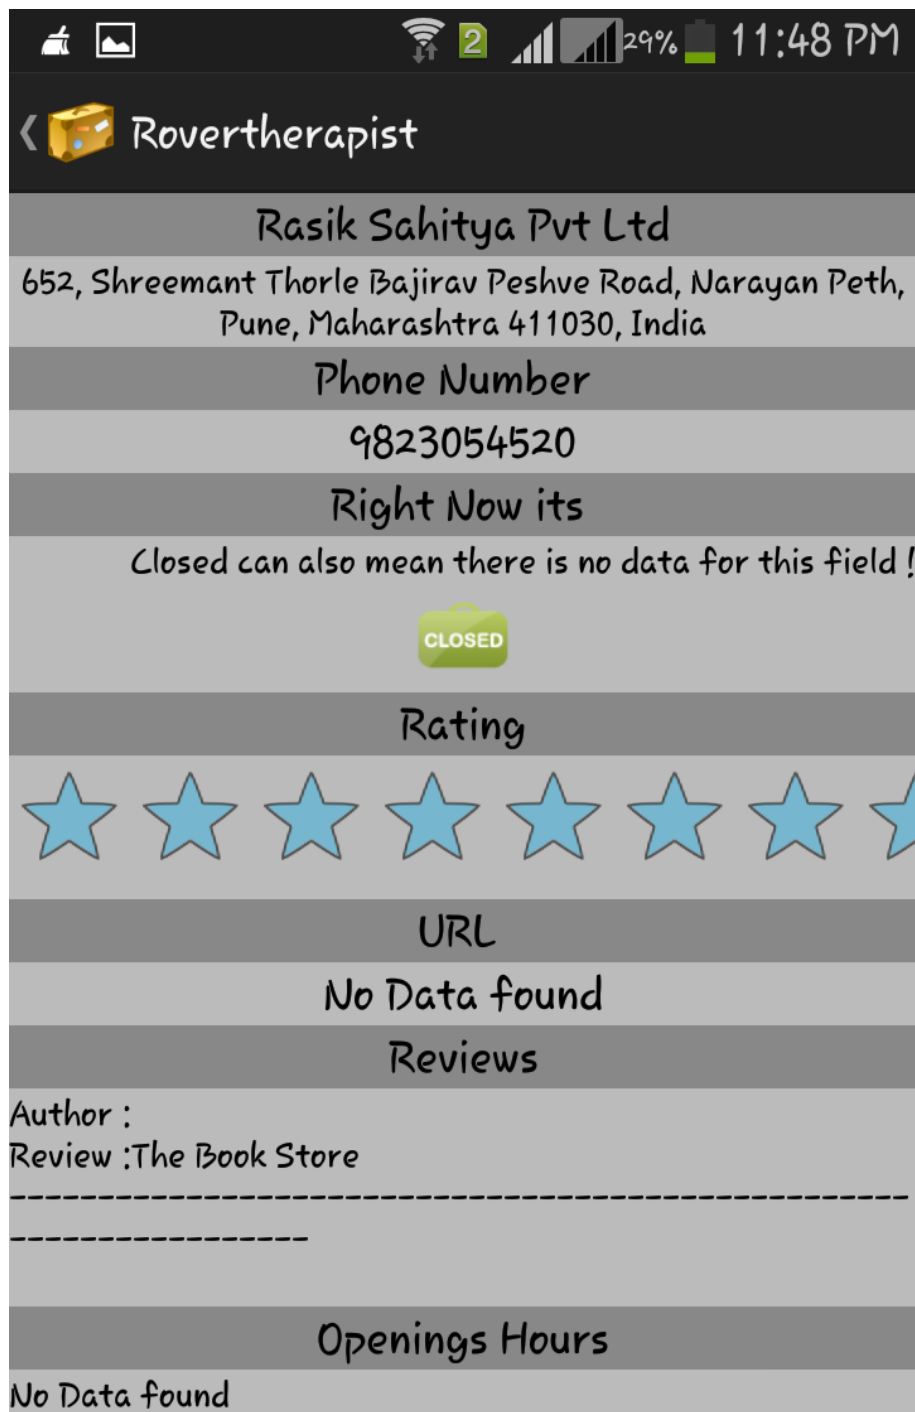 2 29% 11:48 PM
Rovertherapist
Rasik Sahitya Pvt Ltd
652, Shreemant Thorle Bajirav Peshve Road, Narayan Peth,
Pune, Maharashtra 411030, India
Phone Number
9823054520
Right Now its
Closed can also mean there is no data for this field !
CLOSED
Rating
URL
No Data found
Reviews
Author :
Review :The Book Store
--------------------------------------------------
-----------------
Openings Hours
No Data found